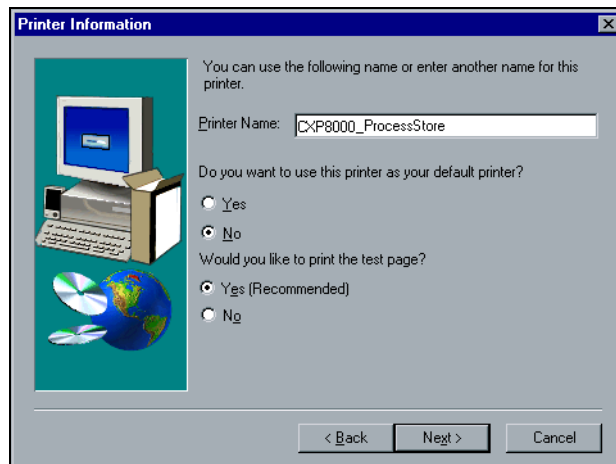 Printer Information
You can use the following name or enter another name for this
printer.
Printer Name: CXP8000_ProcessStore
Do you want to use this printer as your default printer?
Yes
No
Would you like to print the test page?
Yes (Recommended)
No
< Back Next > Cancel